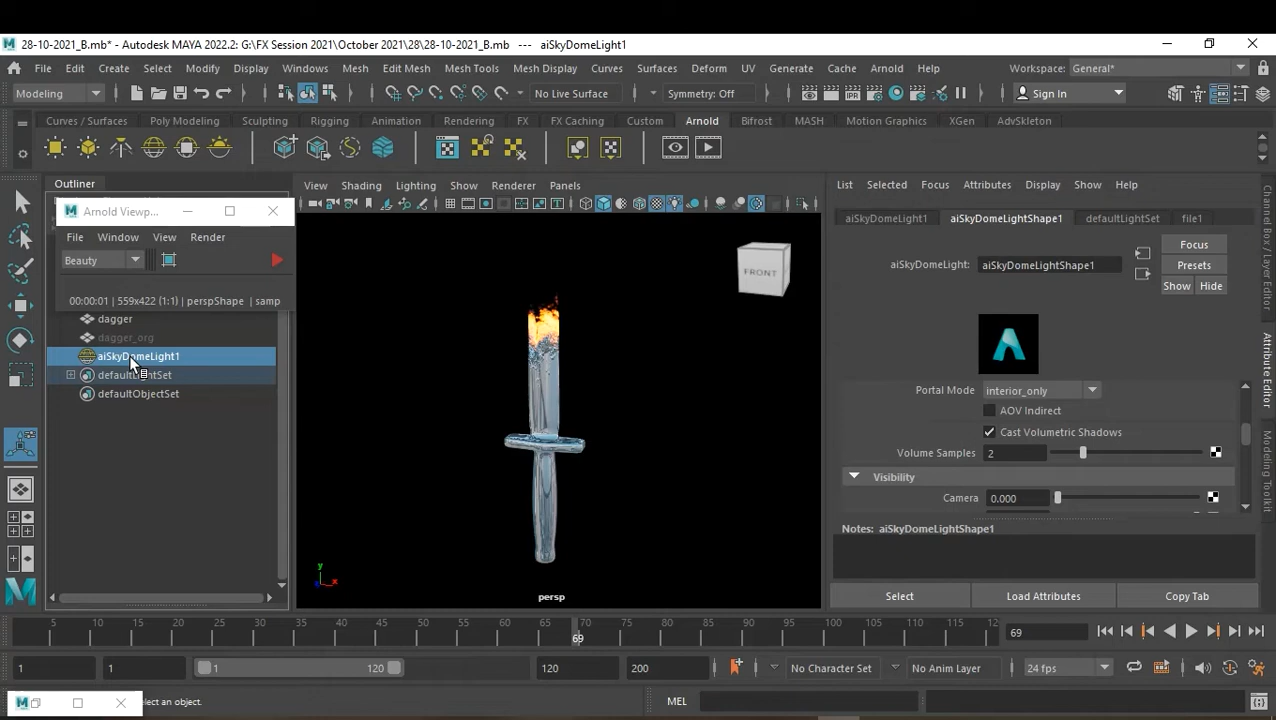 28-10-2021_B.mb* - Autodesk MAYA 2022.2: G:\FX Session 2021\October 2021\28\28-10-2021_B.mb --- aiSkyDomeLight1
File Edit Create Select Modify Display Windows Mesh Edit Mesh Mesh Tools Mesh Display Curves Surfaces Deform UV Generate Cache Arnold Help Workspace: General*
Modeling No Live Surface Symmetry: Off Sign In
Curves / Surfaces Poly Modeling Sculpting Rigging Animation Rendering FX FX Caching Custom Arnold Bifrost MASH Motion Graphics XGen AdvSkeleton
Outliner
View Shading Lighting Show Renderer Panels
List Selected Focus Attributes Display Show Help
Arnold Viewp...
File Window View Render
Beauty
00:00:01 | 559x422 (1:1) | perspShape | samp
dagger
dagger_org
aiSkyDomeLight1
defaultLightSet
defaultObjectSet
FRONT
y
x
persp
aiSkyDomeLight1 aiSkyDomeLightShape1 defaultLightSet file1
aiSkyDomeLight: aiSkyDomeLightShape1
Focus
Presets
Show Hide
Portal Mode interior_only
AOV Indirect
Cast Volumetric Shadows
Volume Samples 2
Visibility
Camera 0.000
Notes: aiSkyDomeLightShape1
Select Load Attributes Copy Tab
Channel Box / Layer Editor
Attribute Editor
Modeling Toolkit
5 10 15 20 25 30 35 40 45 50 55 60 65 69 70 75 80 85 90 95 100 105 110 115 12
69
1 1 1 120 120 200 No Character Set No Anim Layer 24 fps
elect an object. MEL